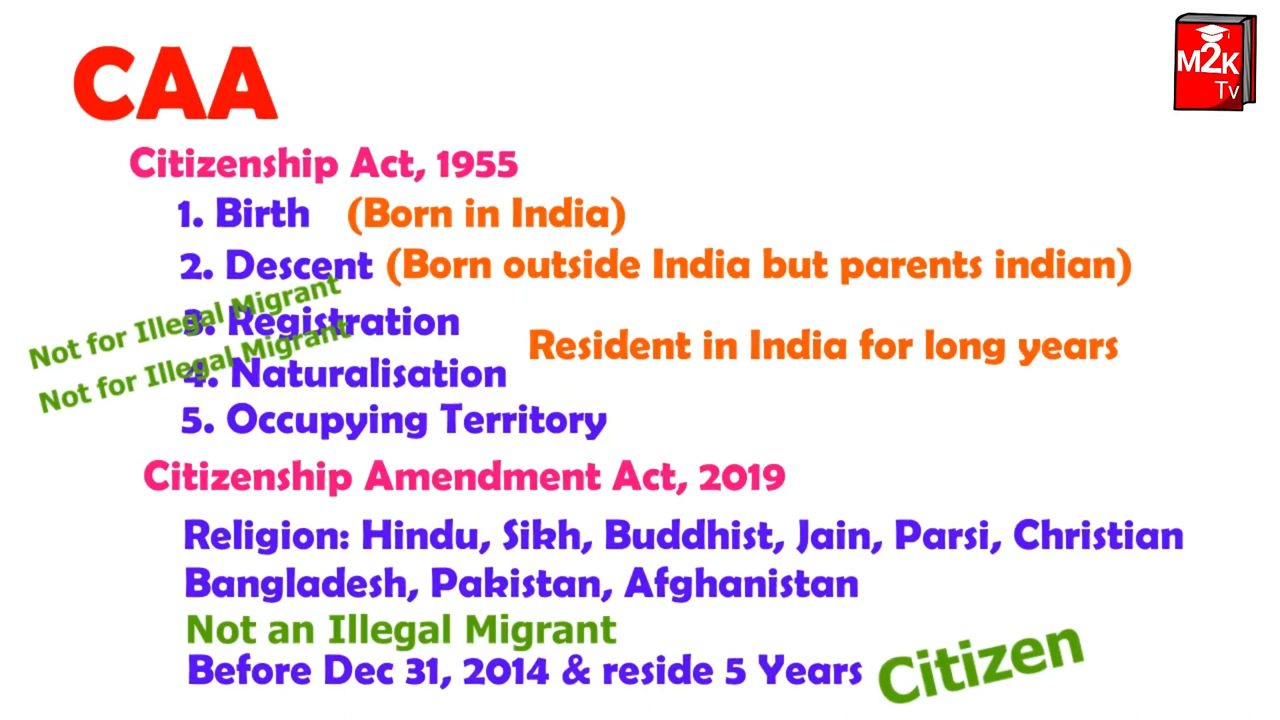 CAA
M2K
Tv
Citizenship Act, 1955
1. Birth (Born in India)
2. Descent (Born outside India but parents indian)
Not for Illegal Migrant
3. Registration
Resident in India for long years
Not for Illegal Migrant
4. Naturalisation
5. Occupying Territory
Citizenship Amendment Act, 2019
Religion: Hindu, Sikh, Buddhist, Jain, Parsi, Christian
Bangladesh, Pakistan, Afghanistan
Not an Illegal Migrant
Before Dec 31, 2014 & reside 5 Years
Citizen